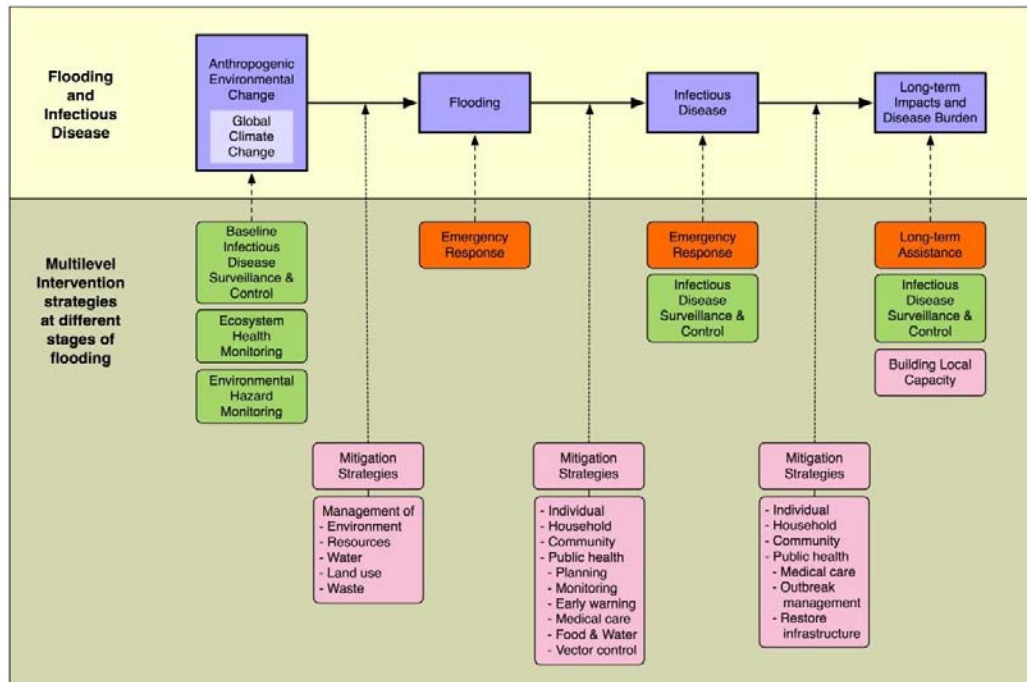 Flooding
and
Infectious
Disease
Anthropogenic
Environmental
Change
Global
Climate
Change
Flooding
Infectious
Disease
Long-term
Impacts and
Disease Burden
Multilevel
Intervention
strategies
at different
stages of
flooding
Baseline
Infectious
Disease
Surveillance &
Control
Ecosystem
Health
Monitoring
Environmental
Hazard
Monitoring
Emergency
Response
Emergency
Response
Infectious
Disease
Surveillance
& Control
Long-term
Assistance
Infectious
Disease
Surveillance
& Control
Building Local
Capacity
Mitigation
Strategies
Management of
- Environment
- Resources
- Water
- Land use
- Waste
Mitigation
Strategies
- Individual
- Household
- Community
- Public health
- Planning
- Monitoring
- Early warning
- Medical care
- Food & Water
- Vector control
Mitigation
Strategies
- Individual
- Household
- Community
- Public health
- Medical care
- Outbreak
management
- Restore
infrastructure